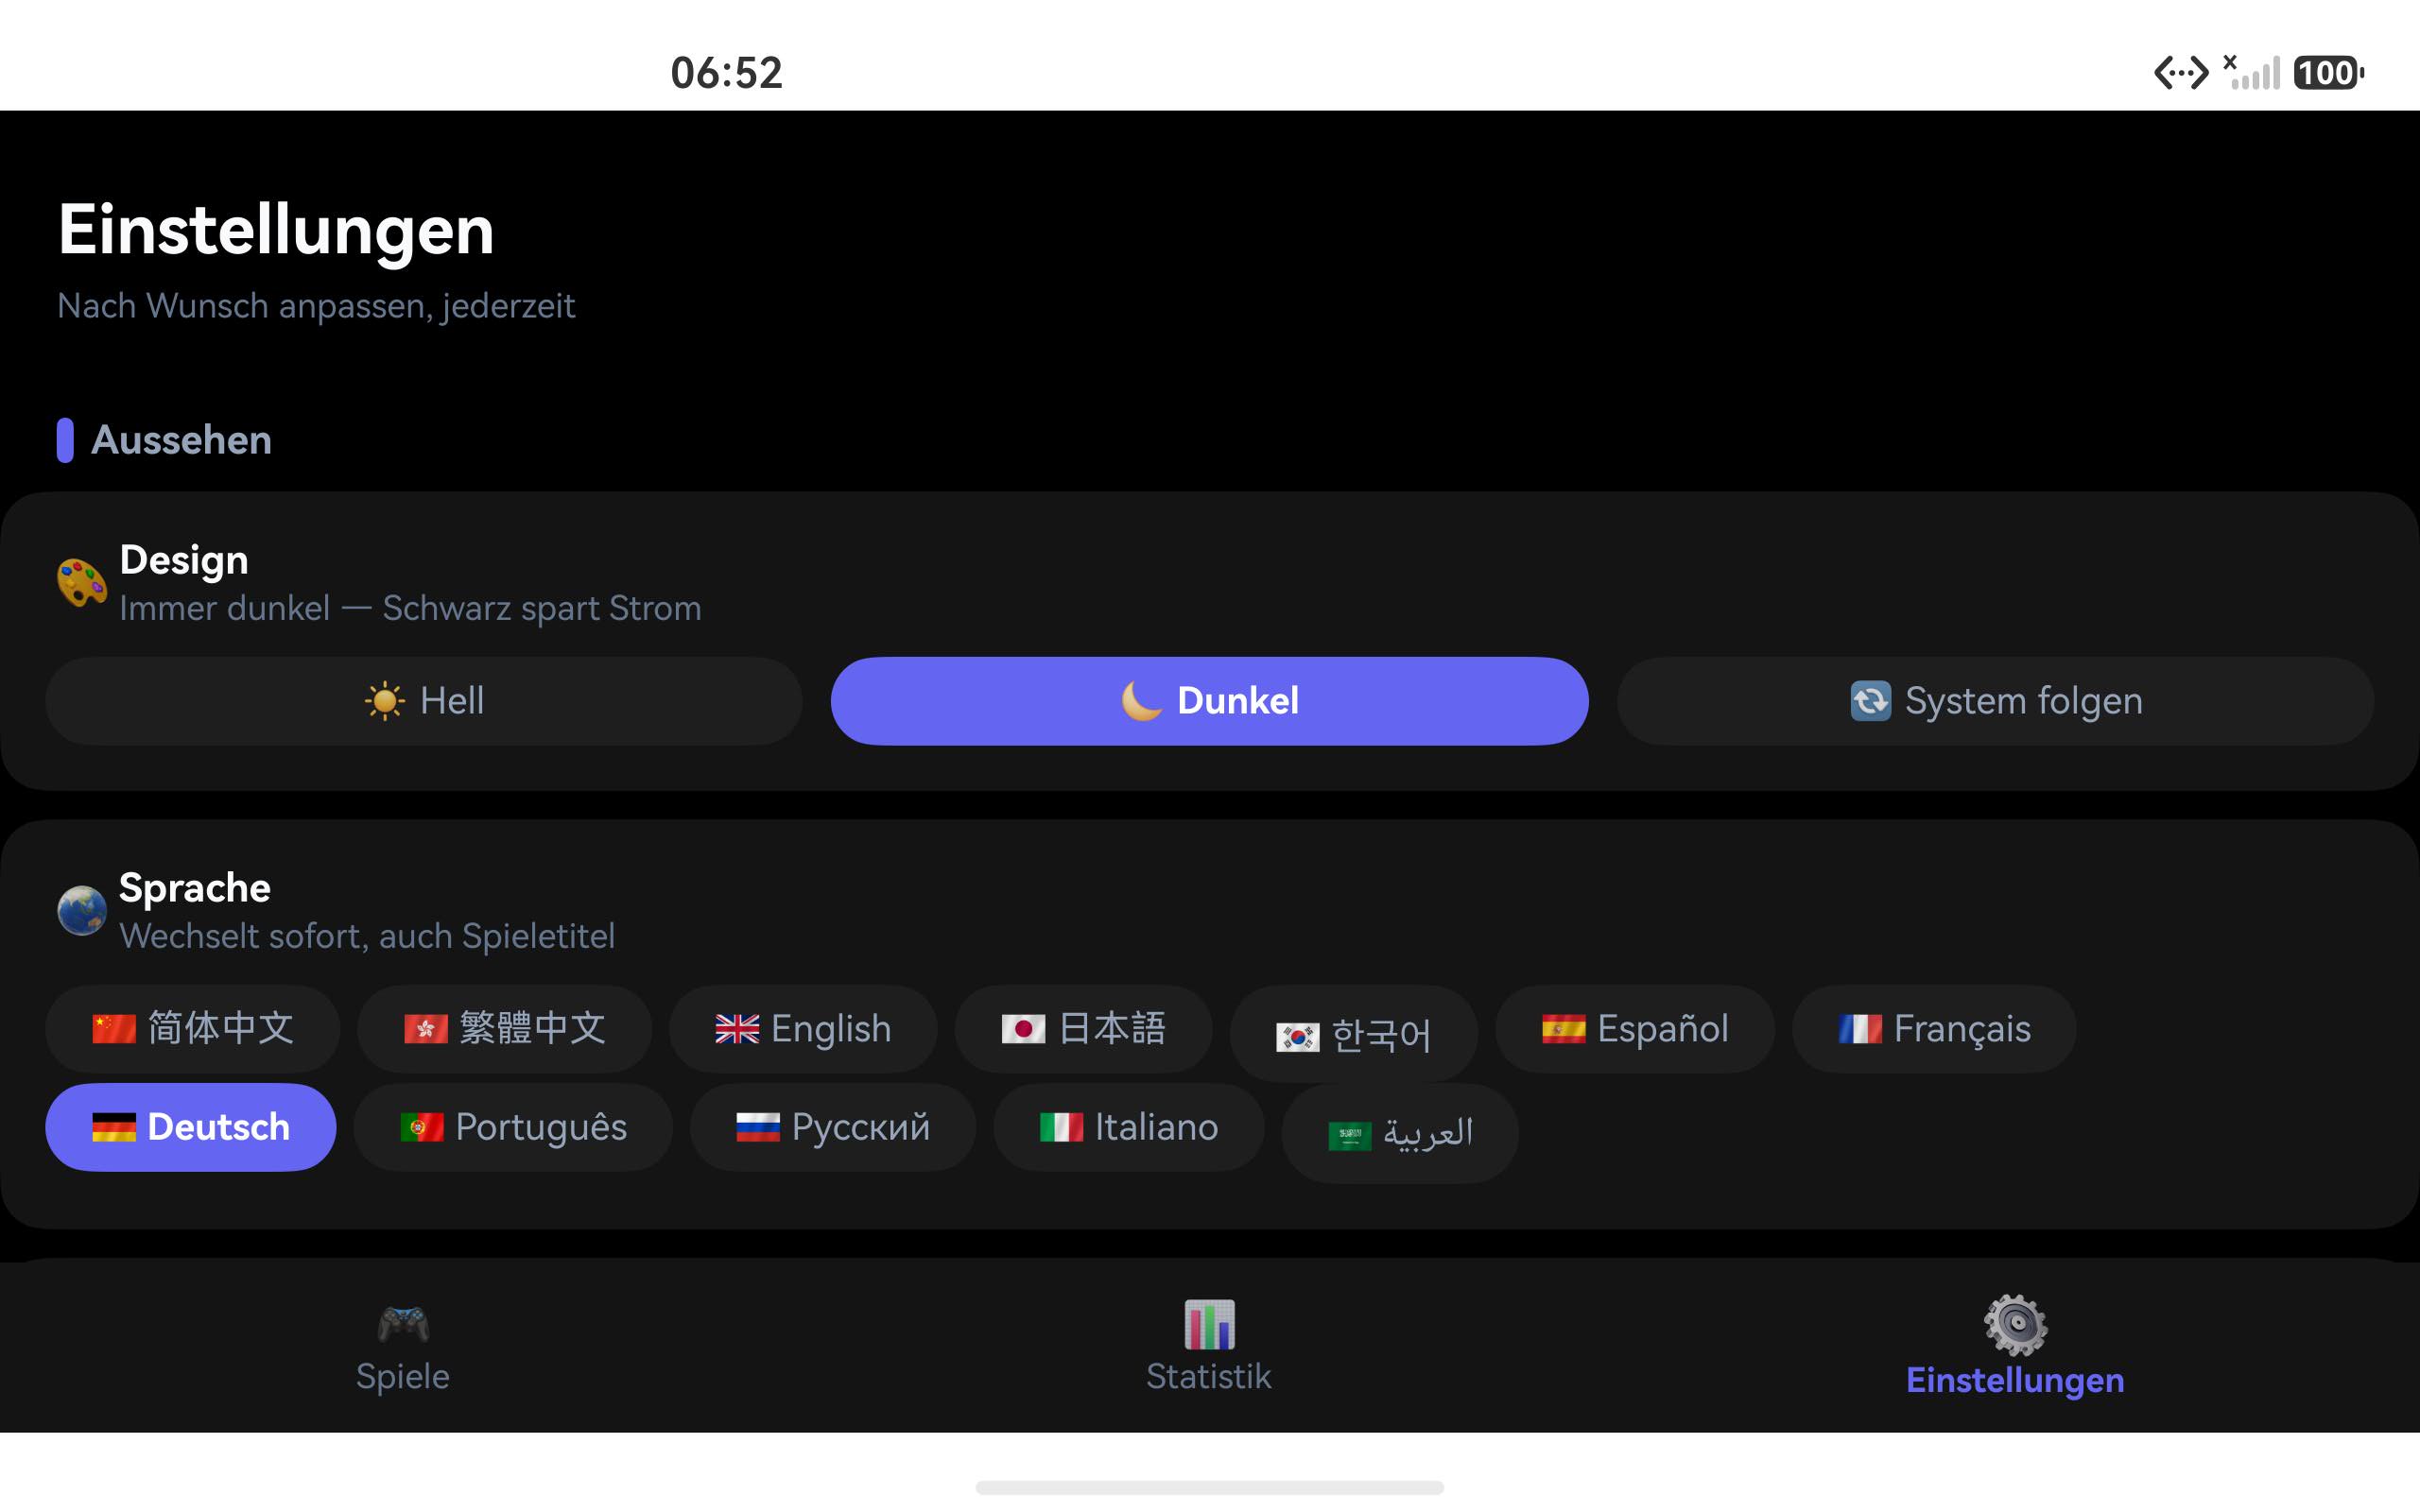 06:52
100
Einstellungen
Nach Wunsch anpassen, jederzeit
Aussehen
Design
Immer dunkel — Schwarz spart Strom
Hell
Dunkel
System folgen
Sprache
Wechselt sofort, auch Spieletitel
简体中文
繁體中文
English
日本語
한국어
Español
Français
Deutsch
Português
Русский
Italiano
العربية
Spiele
Statistik
Einstellungen